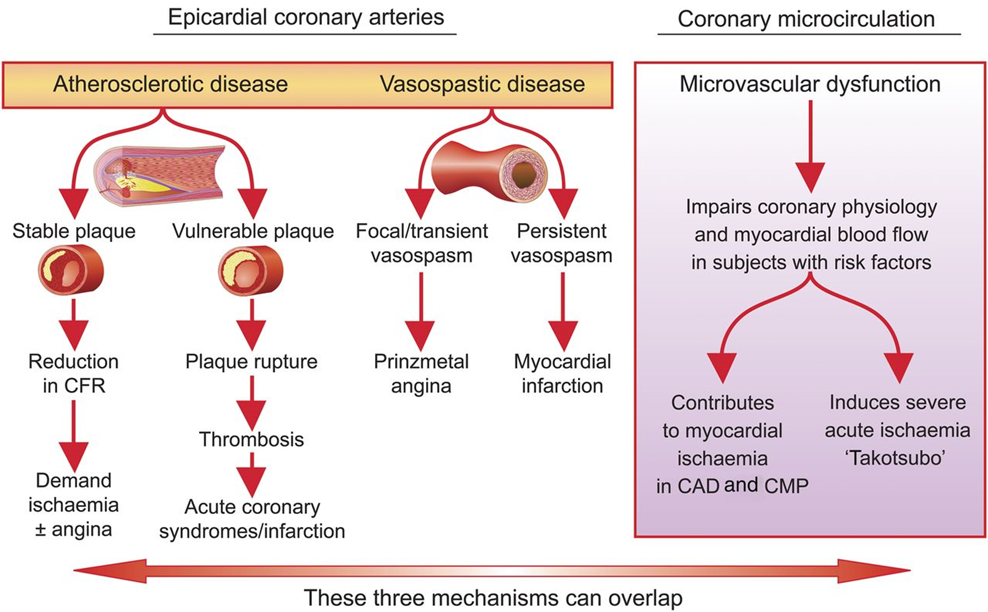 Epicardial coronary arteries
Coronary microcirculation
Atherosclerotic disease
Vasospastic disease
Microvascular dysfunction
Stable plaque
Vulnerable plaque
Focal/transient
vasospasm
Persistent
vasospasm
Impairs coronary physiology
and myocardial blood flow
in subjects with risk factors
Reduction
in CFR
Plaque rupture
Prinzmetal
angina
Myocardial
infarction
Thrombosis
Demand
ischaemia
± angina
Acute coronary
syndromes/infarction
Contributes
to myocardial
ischaemia
in CAD and CMP
Induces severe
acute ischaemia
‘Takotsubo’
These three mechanisms can overlap